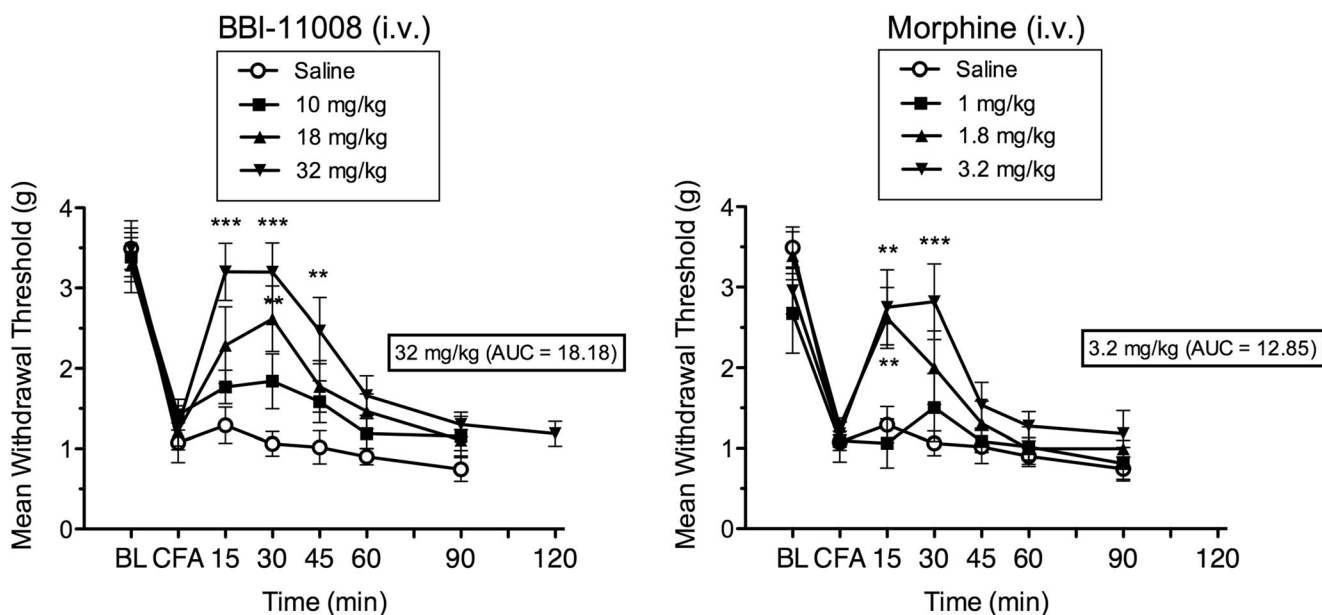 BBI-11008 (i.v.)
Saline
10 mg/kg
18 mg/kg
32 mg/kg
Mean Withdrawal Threshold (g)
4
3
2
1
0
***
***
**
**
32 mg/kg (AUC = 18.18)
BL CFA 15 30 45 60 90 120
Time (min)
Morphine (i.v.)
Saline
1 mg/kg
1.8 mg/kg
3.2 mg/kg
Mean Withdrawal Threshold (g)
4
3
2
1
0
**
***
**
3.2 mg/kg (AUC = 12.85)
BL CFA 15 30 45 60 90 120
Time (min)